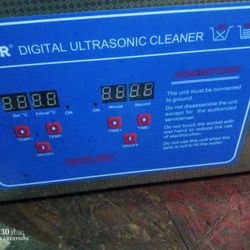 R® DIGITAL ULTRASONIC CLEANER
Set °C Actual °C ON ON Minute Second
TEMP+ TIME+
TEMP- TIME-
ON/OFF ON/OFF
The unit must be connected
to ground.
Do not disassemble the unit
except for the authorized
serviceman.
Do not touch the socket with
wet hand to reduce the risk
of electrocution.
Do not use this unit when the
tank is not fill the water.